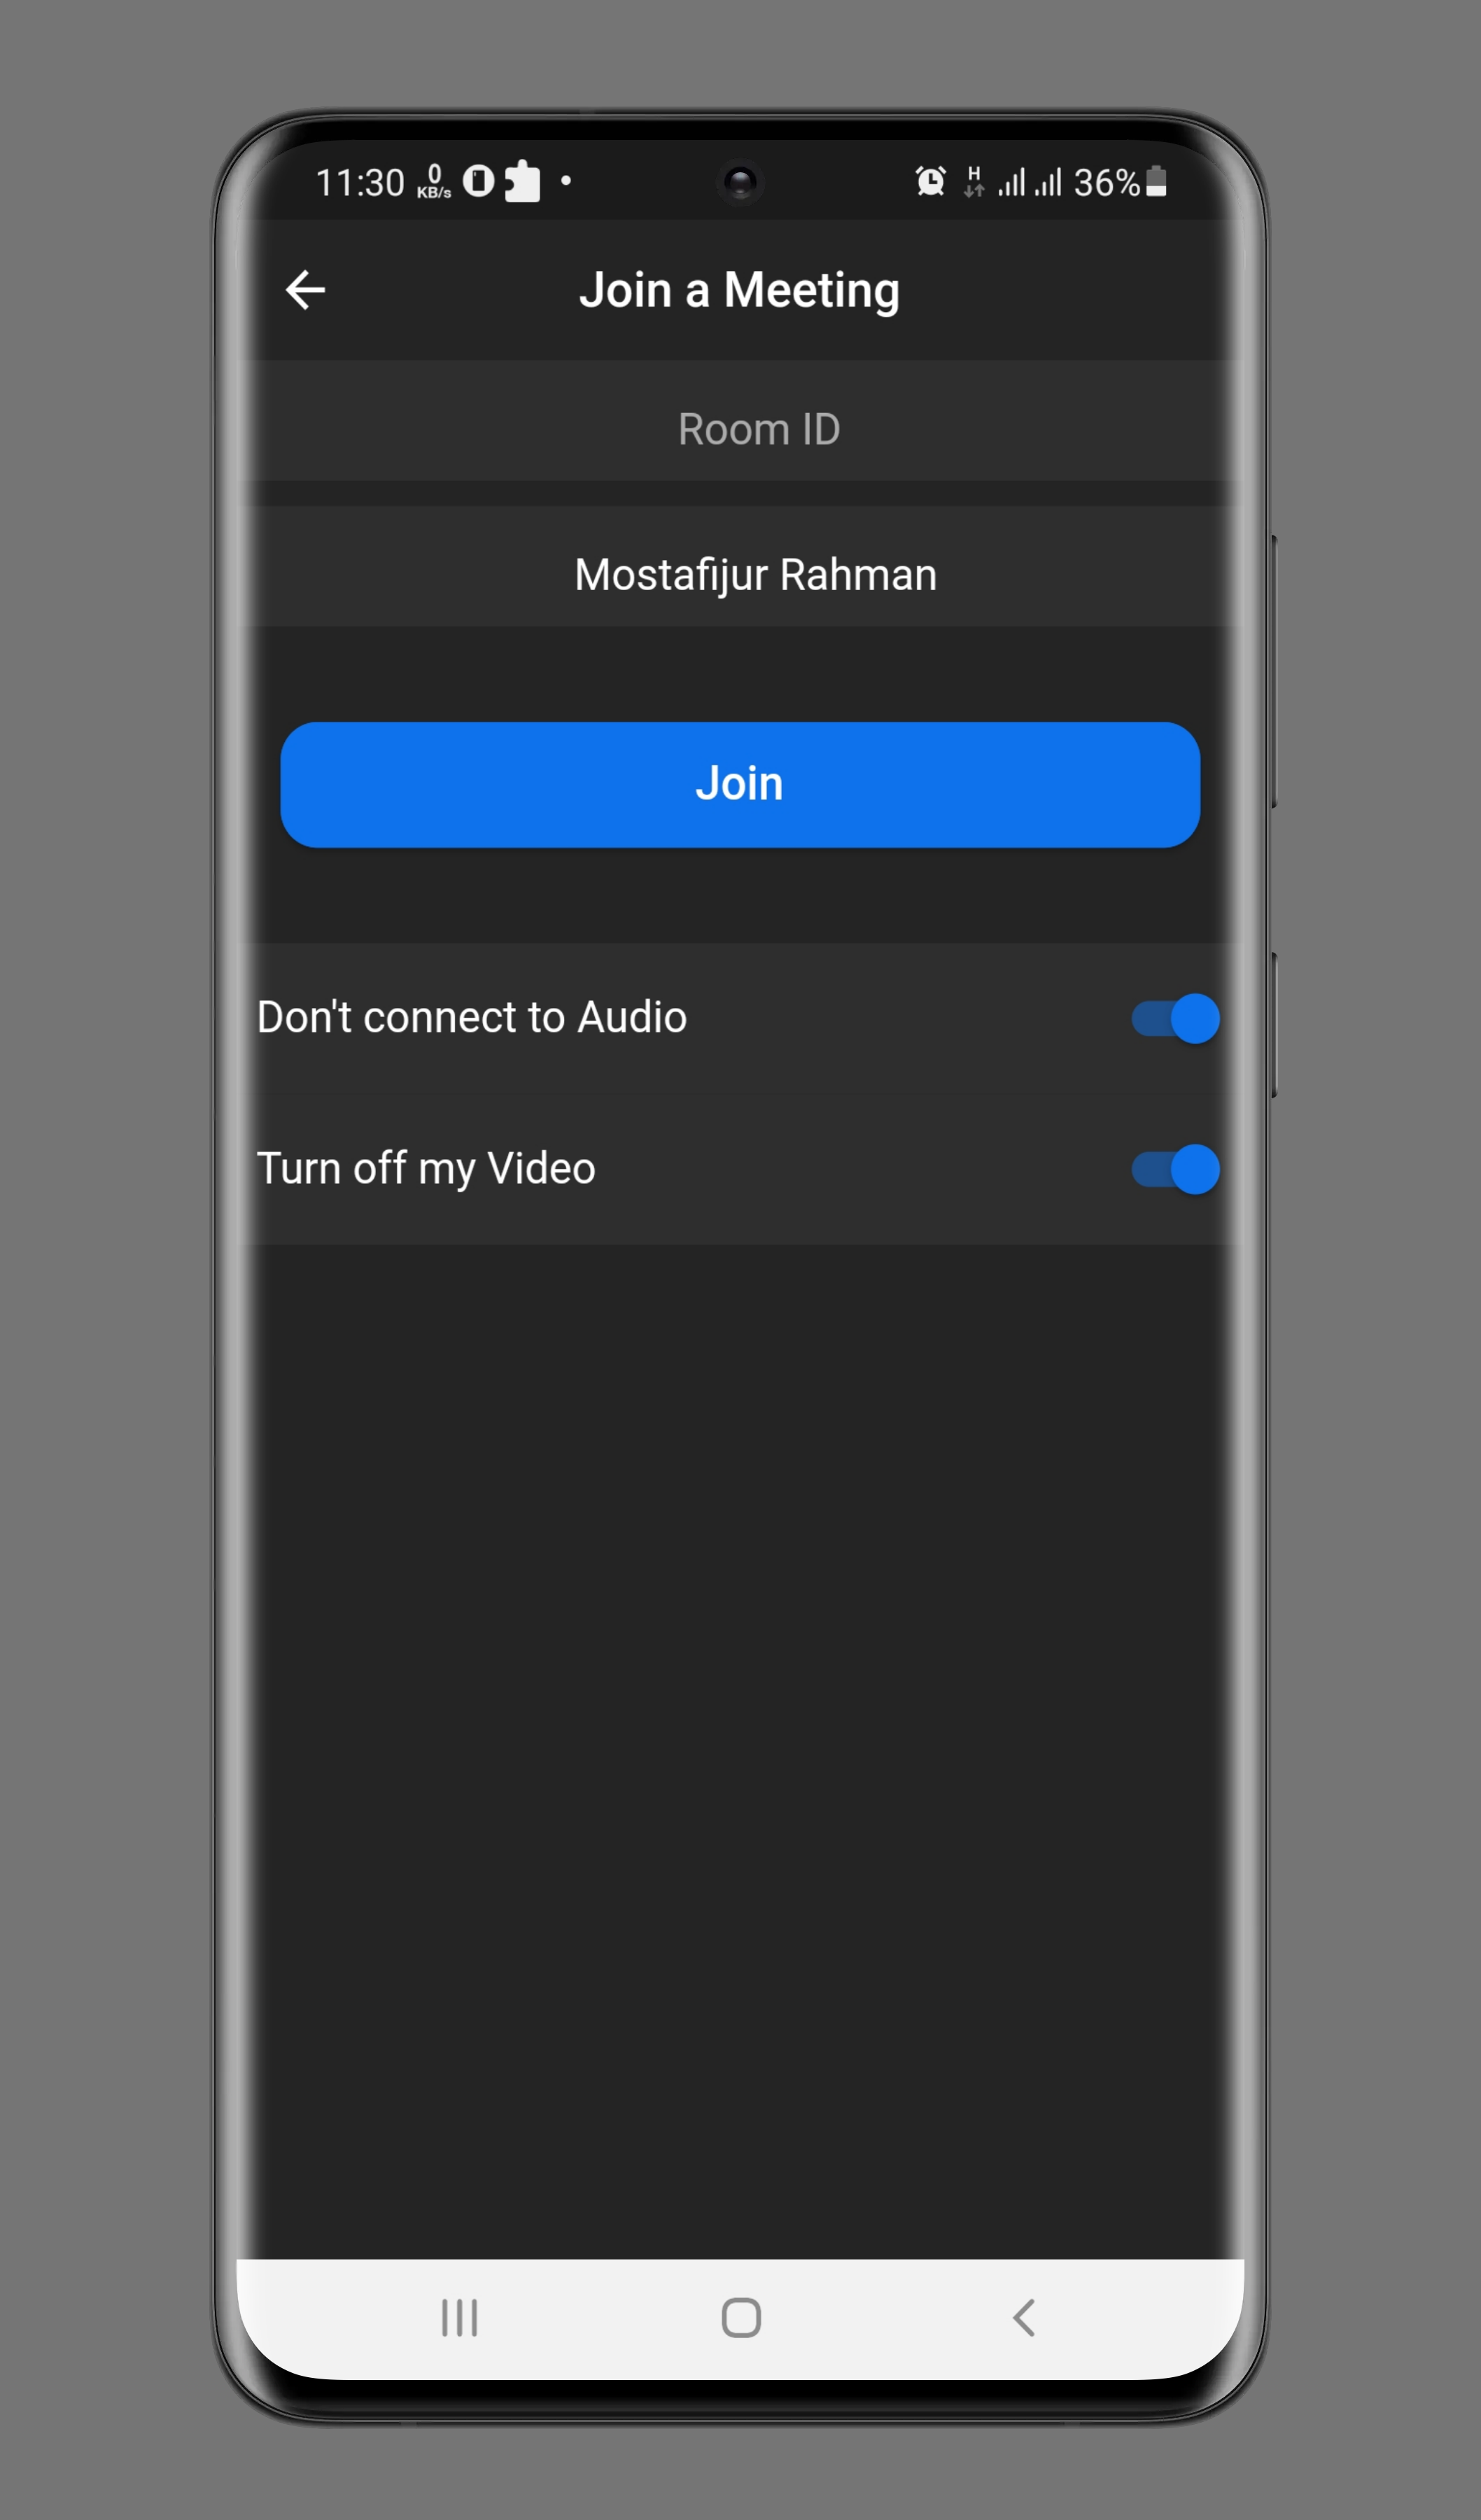 11:30 0 KB/s H 36%
Join a Meeting
Room ID
Mostafijur Rahman
Join
Don't connect to Audio
Turn off my Video